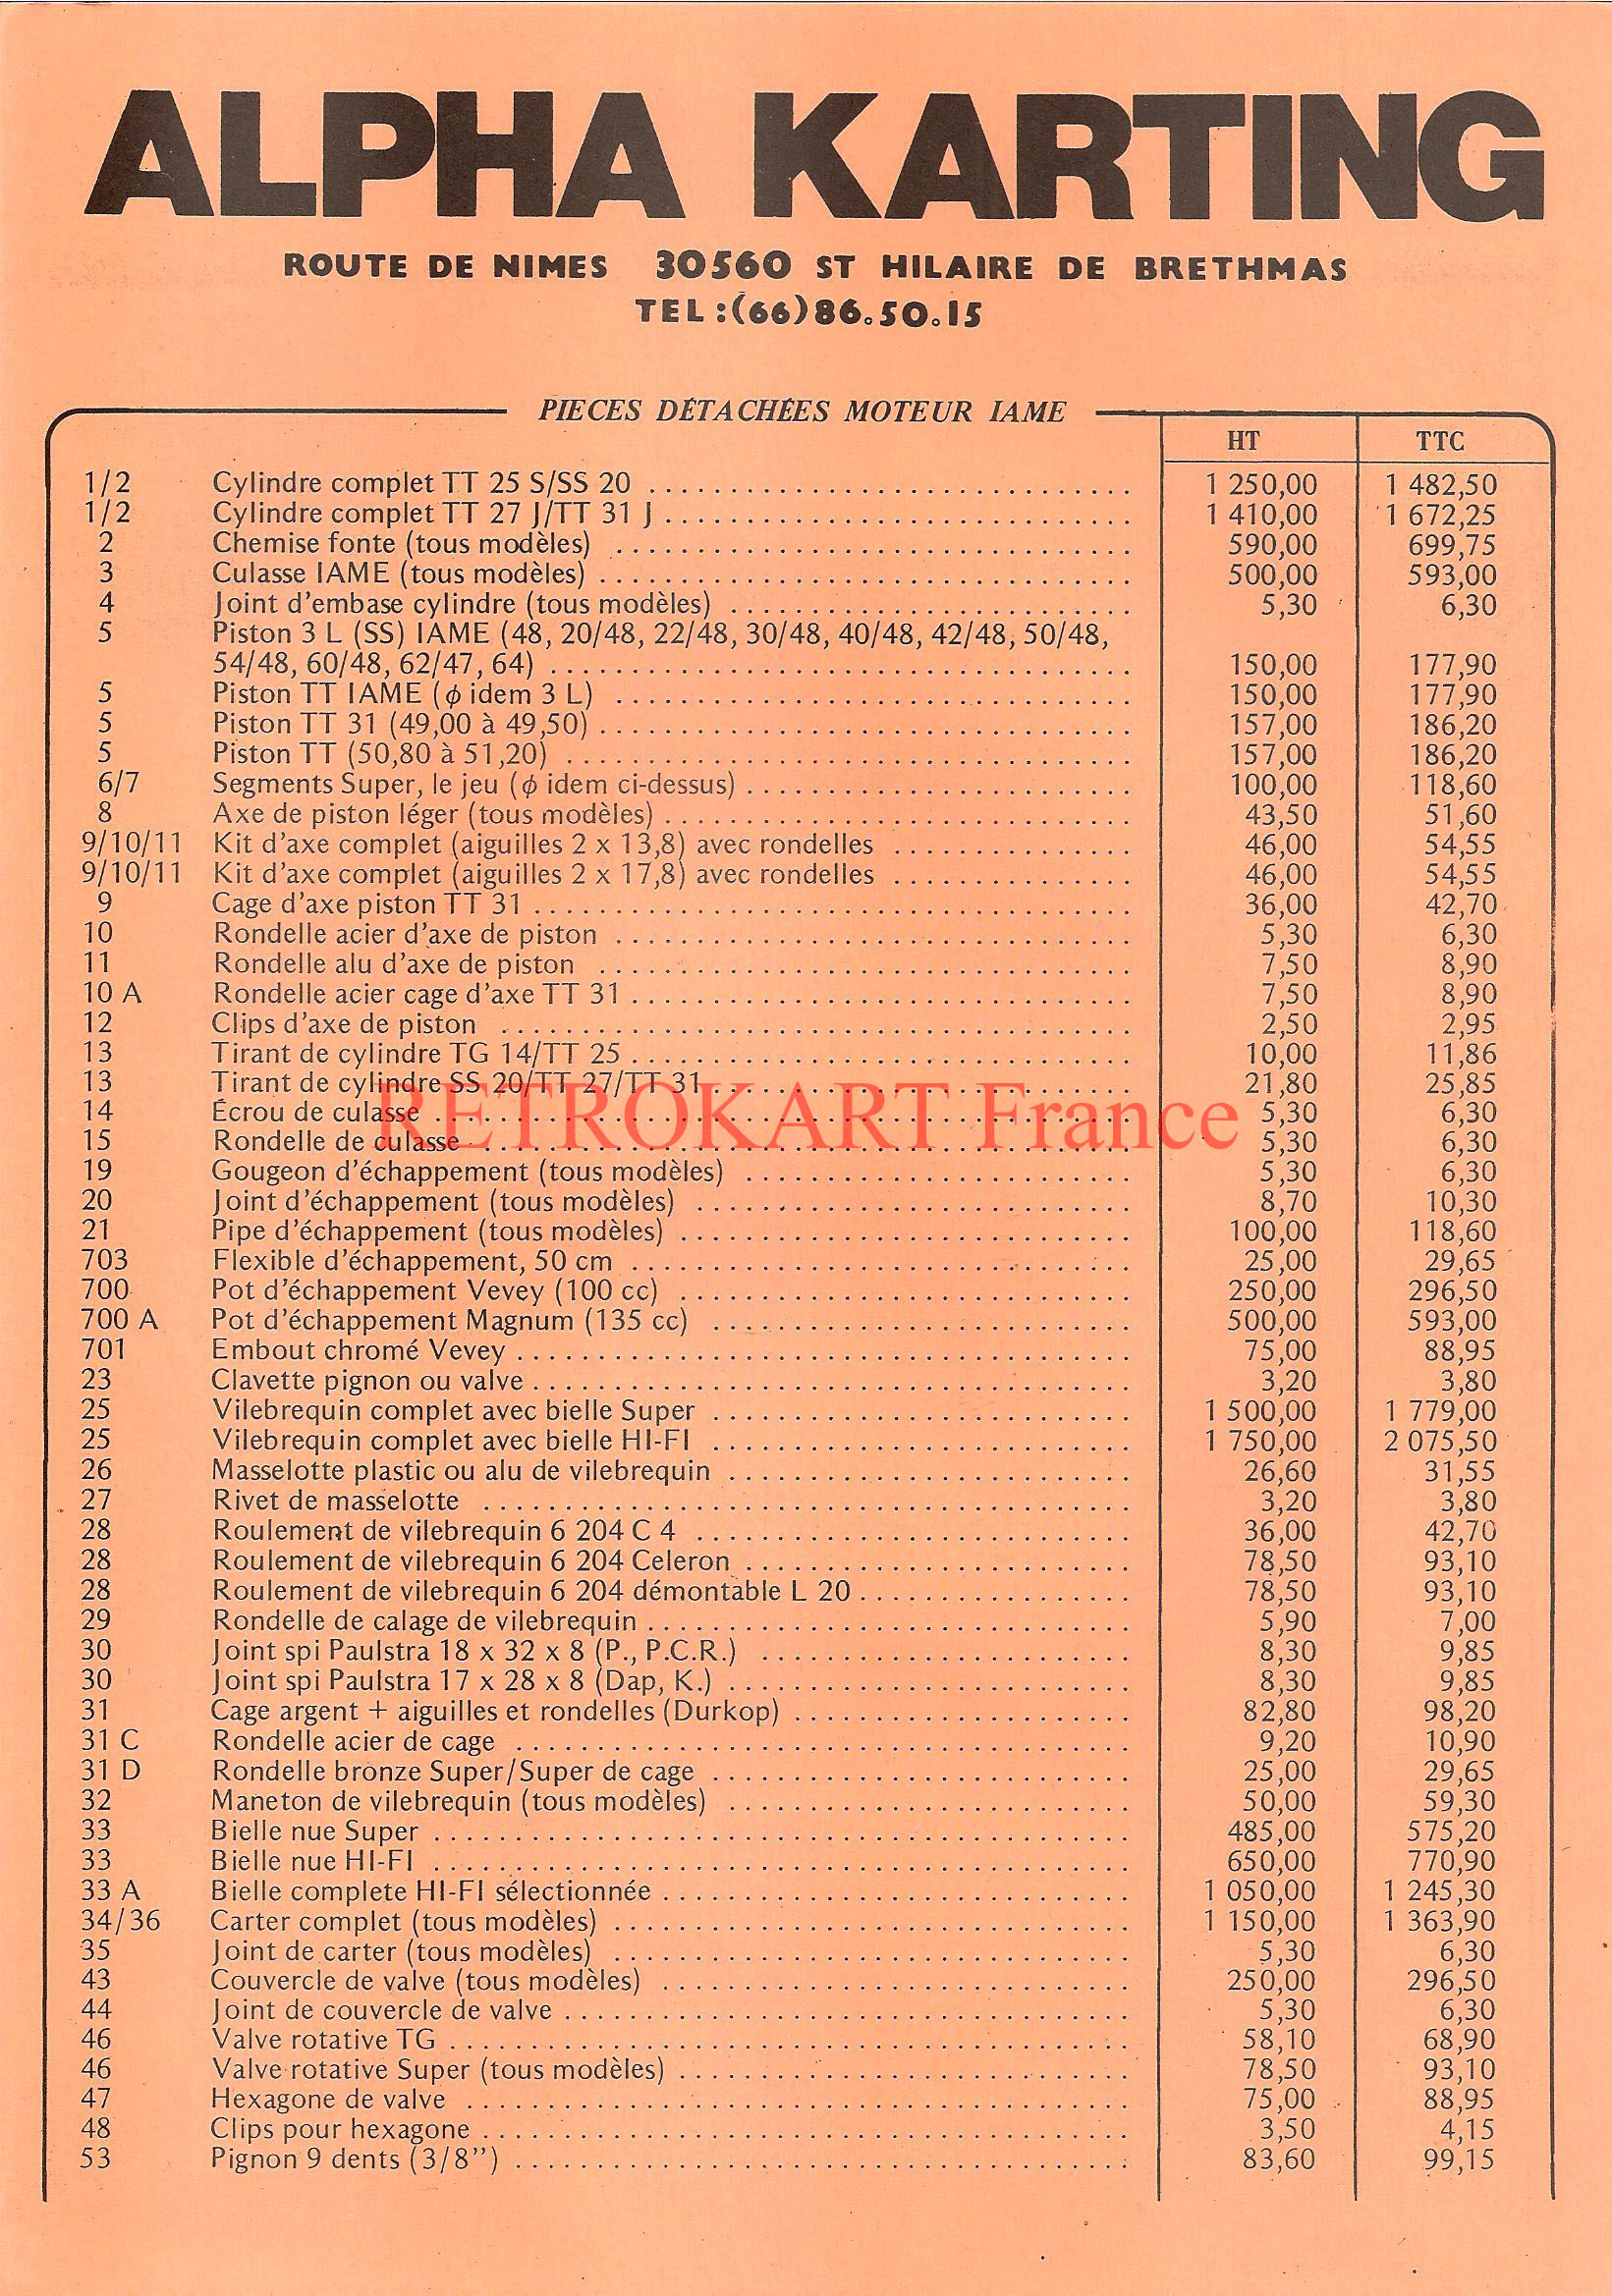 ALPHA KARTING
ROUTE DE NIMES 30560 ST HILAIRE DE BRETHMAS
TEL :(66)86.50.15
PIECES DÉTACHÉES MOTEUR IAME
HT TTC
1/2 Cylindre complet TT 25 S/SS 20 1 250,00 1 482,50
1/2 Cylindre complet TT 27 J/TT 31 J 1 410,00 1 672,25
2 Chemise fonte (tous modèles) 590,00 699,75
3 Culasse IAME (tous modèles) 500,00 593,00
4 Joint d'embase cylindre (tous modèles) 5,30 6,30
5 Piston 3 L (SS) IAME (48, 20/48, 22/48, 30/48, 40/48, 42/48, 50/48,
54/48, 60/48, 62/47, 64) 150,00 177,90
5 Piston TT IAME (ϕ idem 3 L) 150,00 177,90
5 Piston TT 31 (49,00 à 49,50) 157,00 186,20
5 Piston TT (50,80 à 51,20) 157,00 186,20
6/7 Segments Super, le jeu (ϕ idem ci-dessus) 100,00 118,60
8 Axe de piston léger (tous modèles) 43,50 51,60
9/10/11 Kit d'axe complet (aiguilles 2 x 13,8) avec rondelles 46,00 54,55
9/10/11 Kit d'axe complet (aiguilles 2 x 17,8) avec rondelles 46,00 54,55
9 Cage d'axe piston TT 31 36,00 42,70
10 Rondelle acier d'axe de piston 5,30 6,30
11 Rondelle alu d'axe de piston 7,50 8,90
10 A Rondelle acier cage d'axe TT 31 7,50 8,90
12 Clips d'axe de piston 2,50 2,95
13 Tirant de cylindre TG 14/TT 25 10,00 11,86
13 Tirant de cylindre SS 20/TT 27/TT 31 21,80 25,85
RETROKART France
14 Écrou de culasse 5,30 6,30
15 Rondelle de culasse 5,30 6,30
19 Gougeon d'échappement (tous modèles) 5,30 6,30
20 Joint d'échappement (tous modèles) 8,70 10,30
21 Pipe d'échappement (tous modèles) 100,00 118,60
703 Flexible d'échappement, 50 cm 25,00 29,65
700 Pot d'échappement Vevey (100 cc) 250,00 296,50
700 A Pot d'échappement Magnum (135 cc) 500,00 593,00
701 Embout chromé Vevey 75,00 88,95
23 Clavette pignon ou valve 3,20 3,80
25 Vilebrequin complet avec bielle Super 1 500,00 1 779,00
25 Vilebrequin complet avec bielle HI-FI 1 750,00 2 075,50
26 Masselotte plastic ou alu de vilebrequin 26,60 31,55
27 Rivet de masselotte 3,20 3,80
28 Roulement de vilebrequin 6 204 C 4 36,00 42,70
28 Roulement de vilebrequin 6 204 Celeron 78,50 93,10
28 Roulement de vilebrequin 6 204 démontable L 20 78,50 93,10
29 Rondelle de calage de vilebrequin 5,90 7,00
30 Joint spi Paulstra 18 x 32 x 8 (P., P.C.R.) 8,30 9,85
30 Joint spi Paulstra 17 x 28 x 8 (Dap, K.) 8,30 9,85
31 Cage argent + aiguilles et rondelles (Durkop) 82,80 98,20
31 C Rondelle acier de cage 9,20 10,90
31 D Rondelle bronze Super/Super de cage 25,00 29,65
32 Maneton de vilebrequin (tous modèles) 50,00 59,30
33 Bielle nue Super 485,00 575,20
33 Bielle nue HI-FI 650,00 770,90
33 A Bielle complete HI-FI sélectionnée 1 050,00 1 245,30
34/36 Carter complet (tous modèles) 1 150,00 1 363,90
35 Joint de carter (tous modèles) 5,30 6,30
43 Couvercle de valve (tous modèles) 250,00 296,50
44 Joint de couvercle de valve 5,30 6,30
46 Valve rotative TG 58,10 68,90
46 Valve rotative Super (tous modèles) 78,50 93,10
47 Hexagone de valve 75,00 88,95
48 Clips pour hexagone 3,50 4,15
53 Pignon 9 dents (3/8") 83,60 99,15